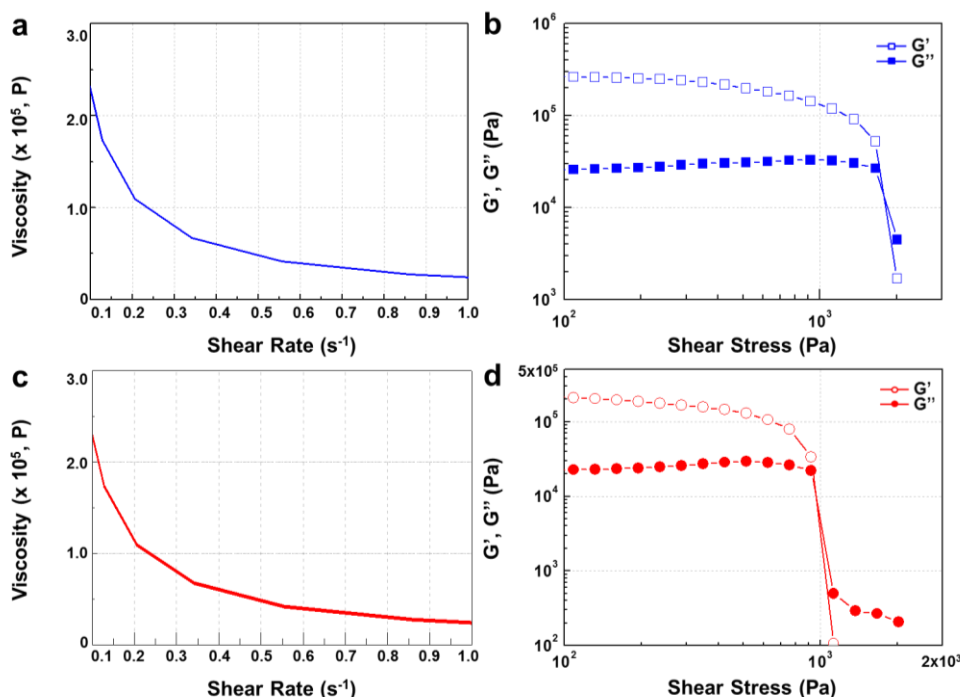 a
Viscosity (x 10⁵, P)
3.0
2.0
1.0
0
0.1 0.2 0.3 0.4 0.5 0.6 0.7 0.8 0.9 1.0
Shear Rate (s⁻¹)
b
G', G'' (Pa)
10⁶
10⁵
10⁴
10³
G'
G''
10² 10³
Shear Stress (Pa)
c
Viscosity (x 10⁵, P)
3.0
2.0
1.0
0
0.1 0.2 0.3 0.4 0.5 0.6 0.7 0.8 0.9 1.0
Shear Rate (s⁻¹)
d
G', G'' (Pa)
5x10⁵
10⁵
10⁴
10³
10²
G'
G''
10² 10³ 2x10³
Shear Stress (Pa)